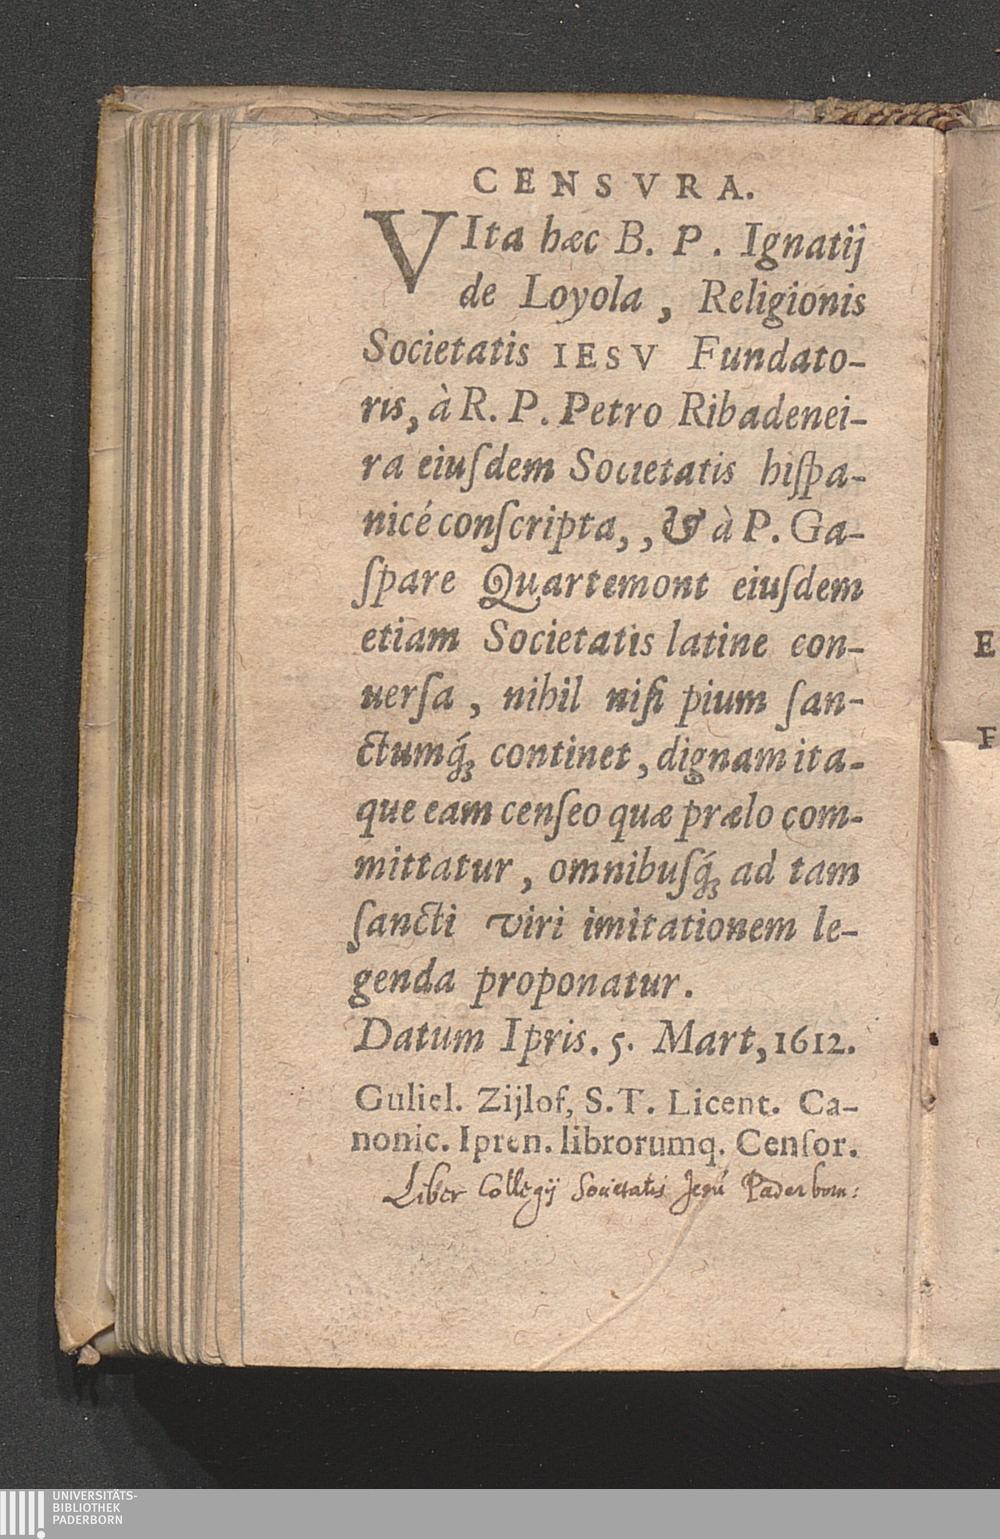 CENSVRA.
VIta hæc B. P. Ignatij
de Loyola, Religionis
Societatis IESV Fundato-
ris, à R. P. Petro Ribadenei-
ra eiuſdem Societatis hiſpa-
nicé conſcripta,, & à P. Ga-
ſpare Quartemont eiuſdem
etiam Societatis latine con-
uerſa, nihil niſi pium ſan-
ctumq́; continet, dignam ita-
que eam cenſeo quæ prælo com-
mittatur, omnibuſq́; ad tam
ſancti viri imitationem le-
genda proponatur.
Datum Ipris. 5. Mart, 1612.
Guliel. Zijlof, S. T. Licent. Ca-
nonic. Ipren. librorumq. Cenſor.
Liber Collegij Societatis Jesu Paderborn:
E
F
UNIVERSITÄTS-
BIBLIOTHEK
PADERBORN